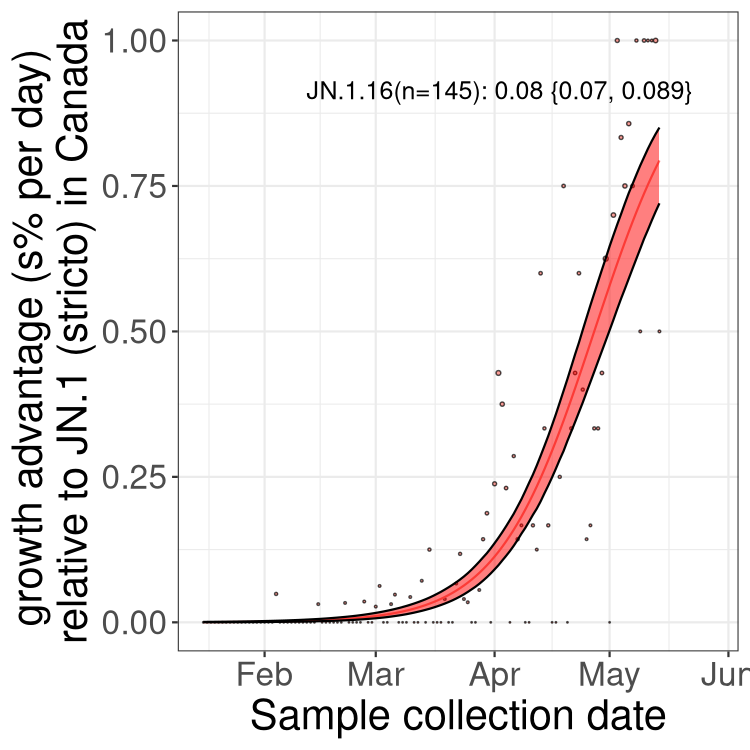 growth advantage (s% per day)
relative to JN.1 (stricto) in Canada
1.00
0.75
0.50
0.25
0.00
JN.1.16(n=145): 0.08 {0.07, 0.089}
Feb Mar Apr May Jun
Sample collection date